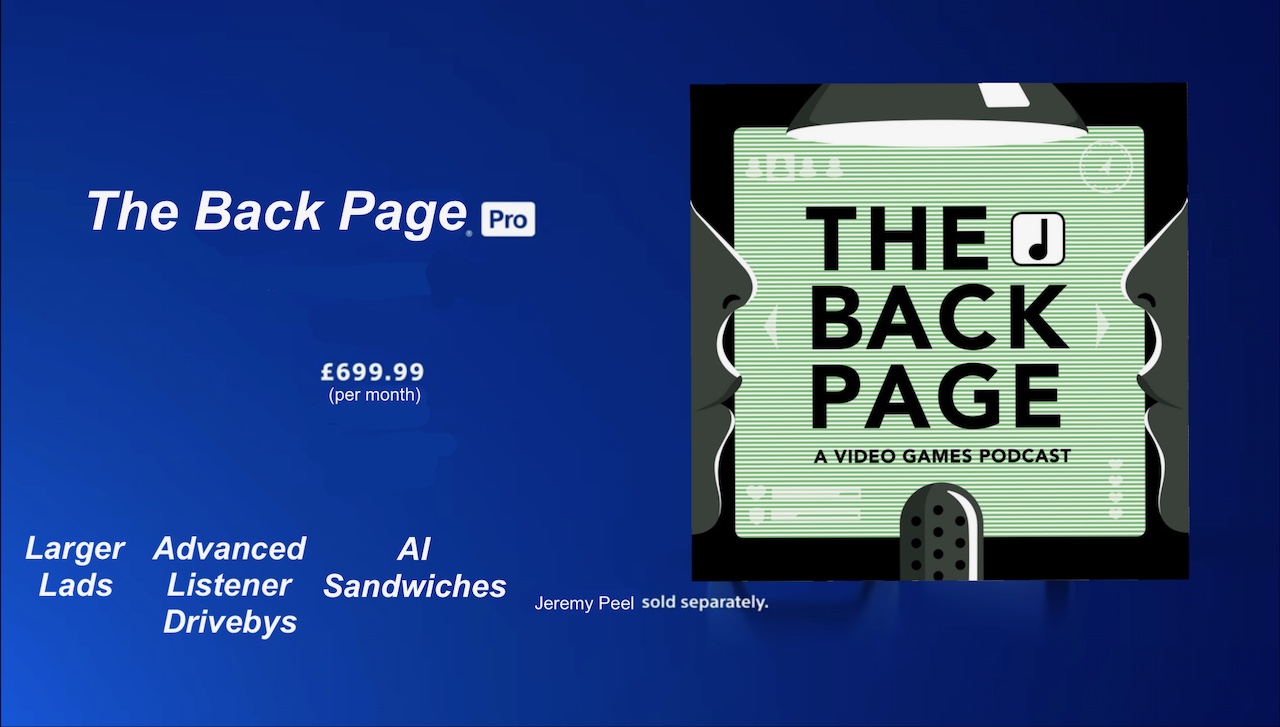 The Back Page® Pro
£699.99
(per month)
Larger
Lads
Advanced
Listener
Drivebys
AI
Sandwiches
Jeremy Peel sold separately.
THE
BACK
PAGE
A VIDEO GAMES PODCAST